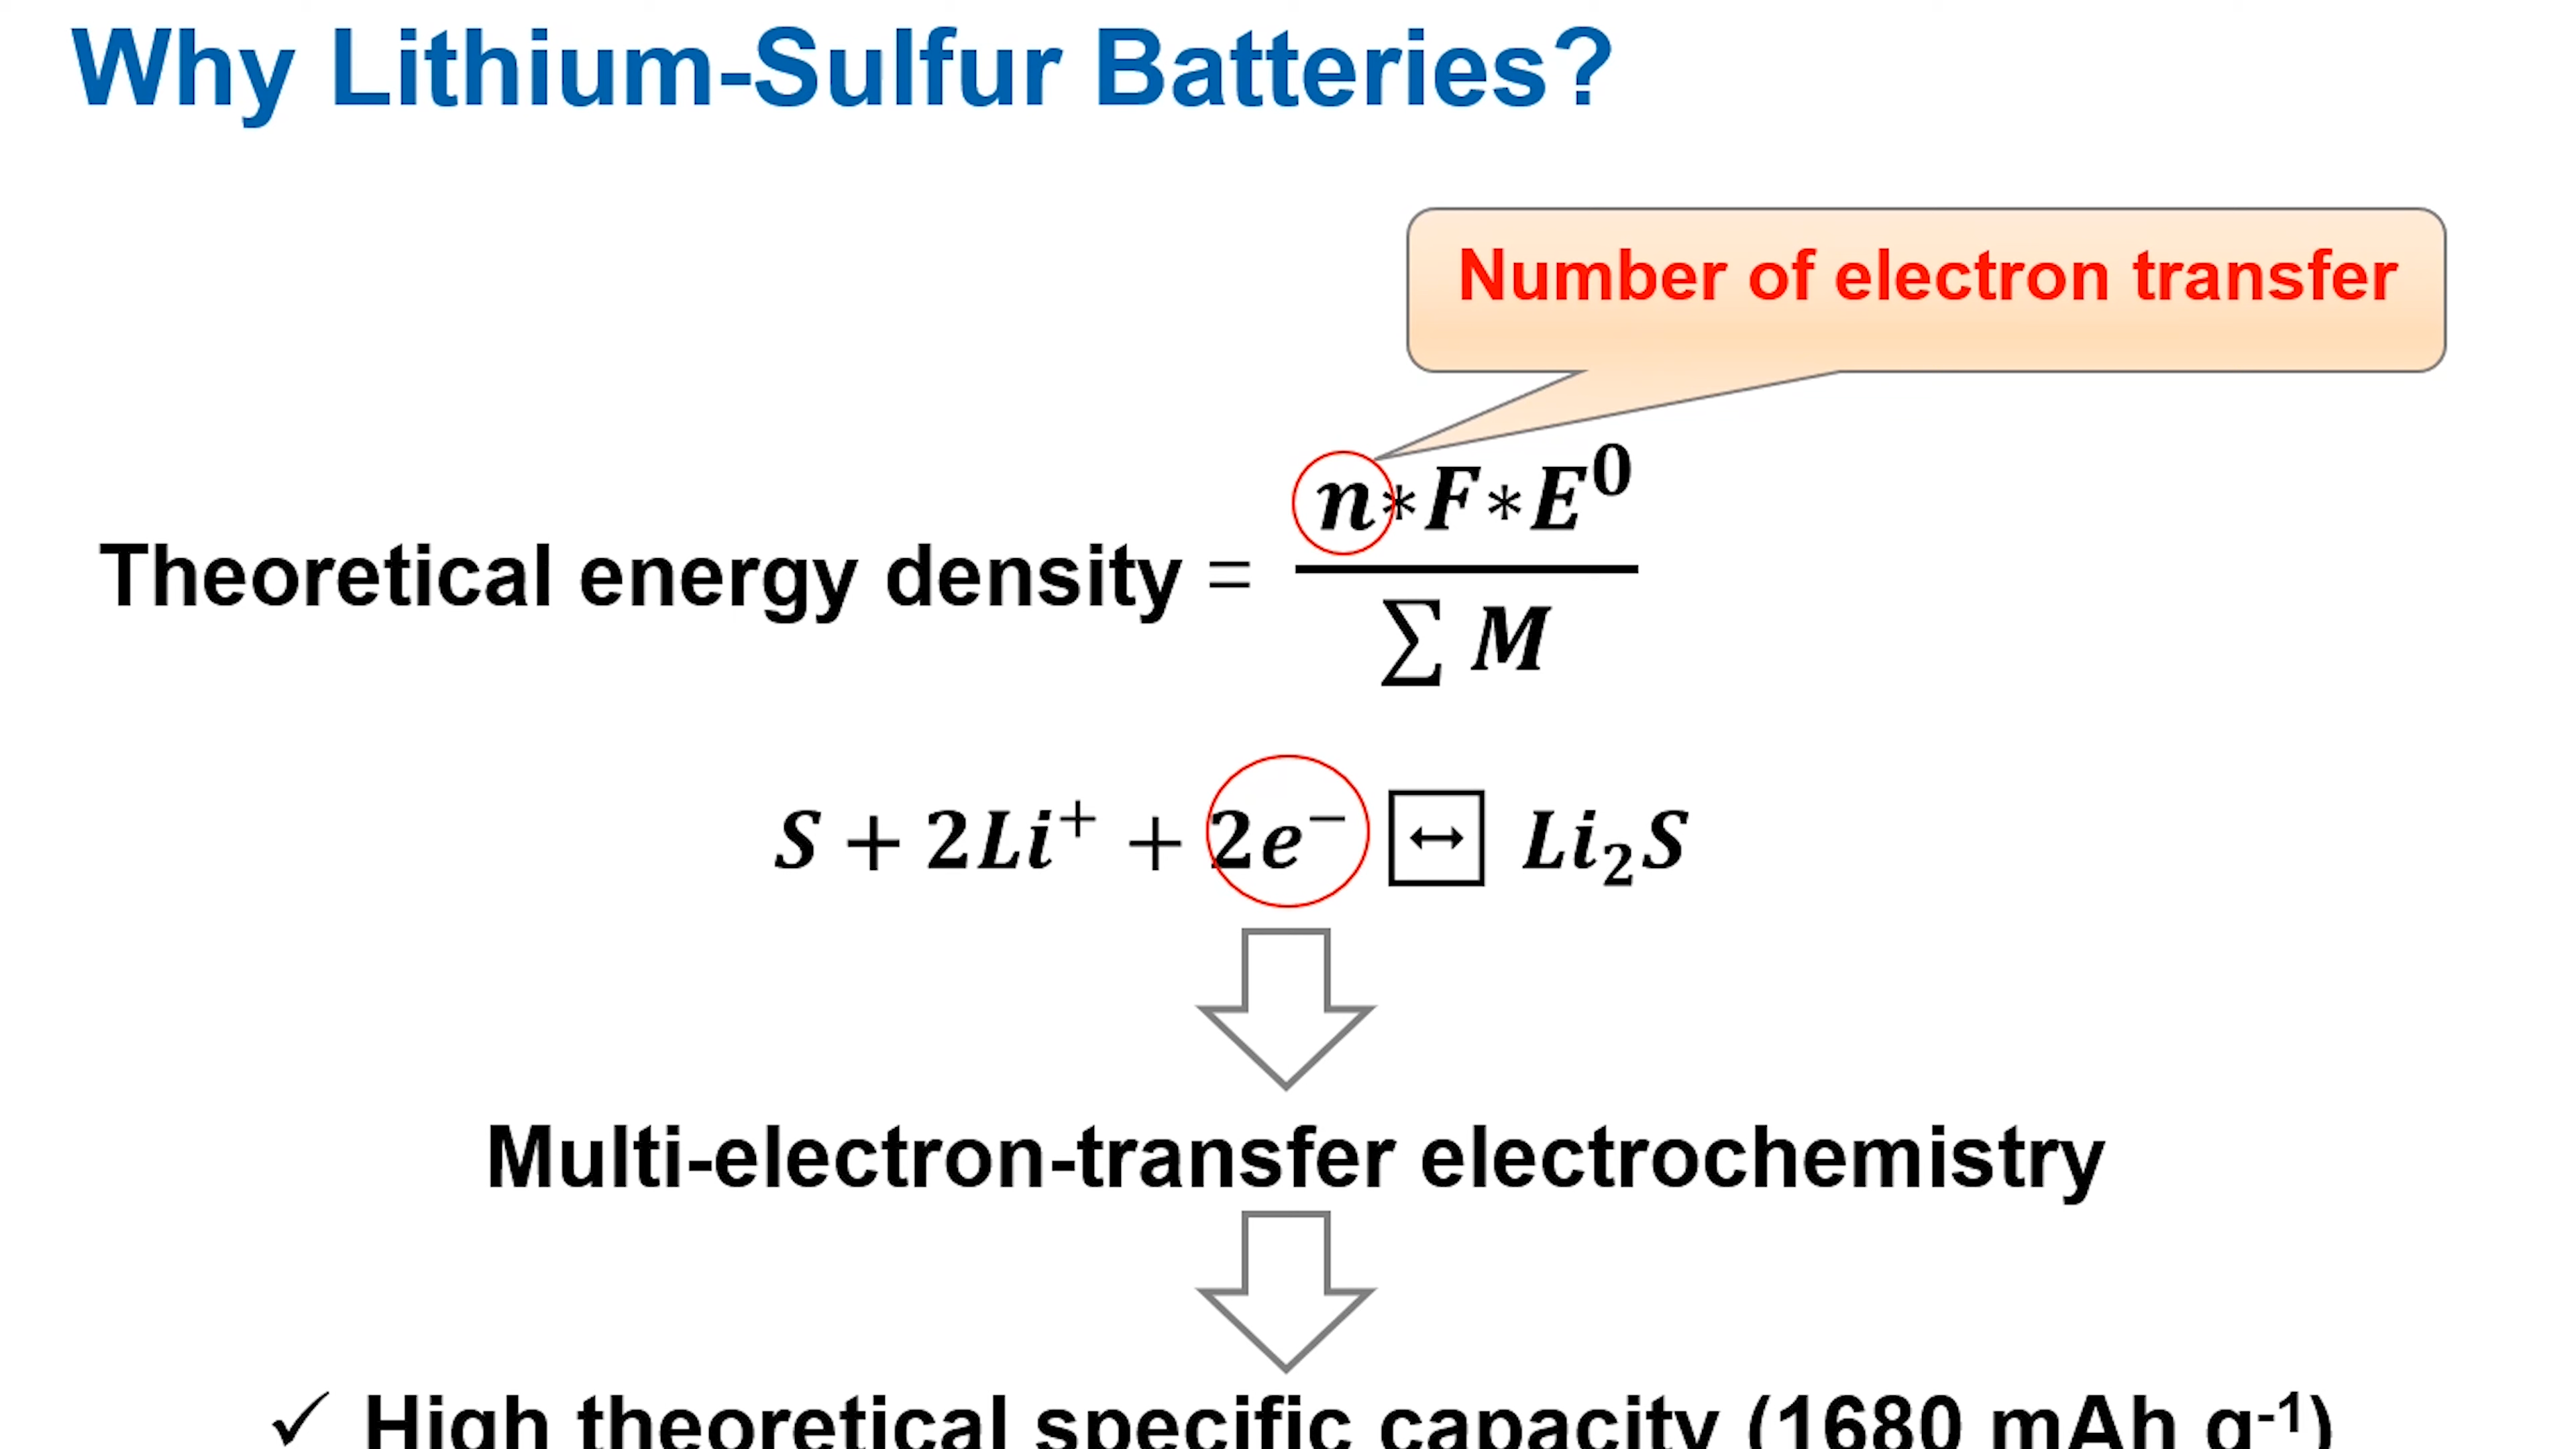 Why Lithium-Sulfur Batteries?
Number of electron transfer
Theoretical energy density = n∗F∗E⁰ / ∑ M
S + 2Li⁺ + 2e⁻ ↔ Li₂S
Multi-electron-transfer electrochemistry
✓ High theoretical specific capacity (1680 mAh g⁻¹)